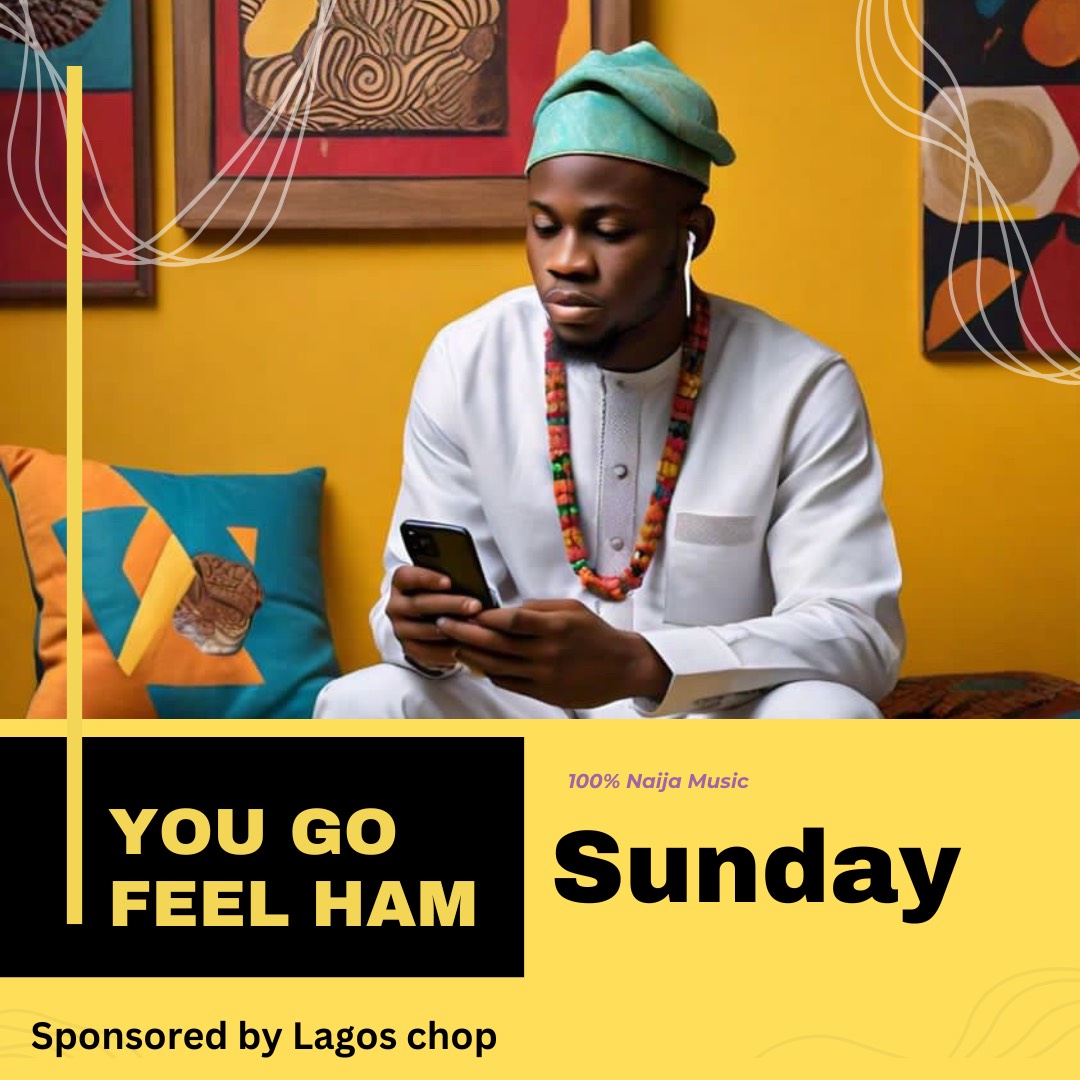 100% Naija Music
YOU GO
FEEL HAM
Sunday
Sponsored by Lagos chop